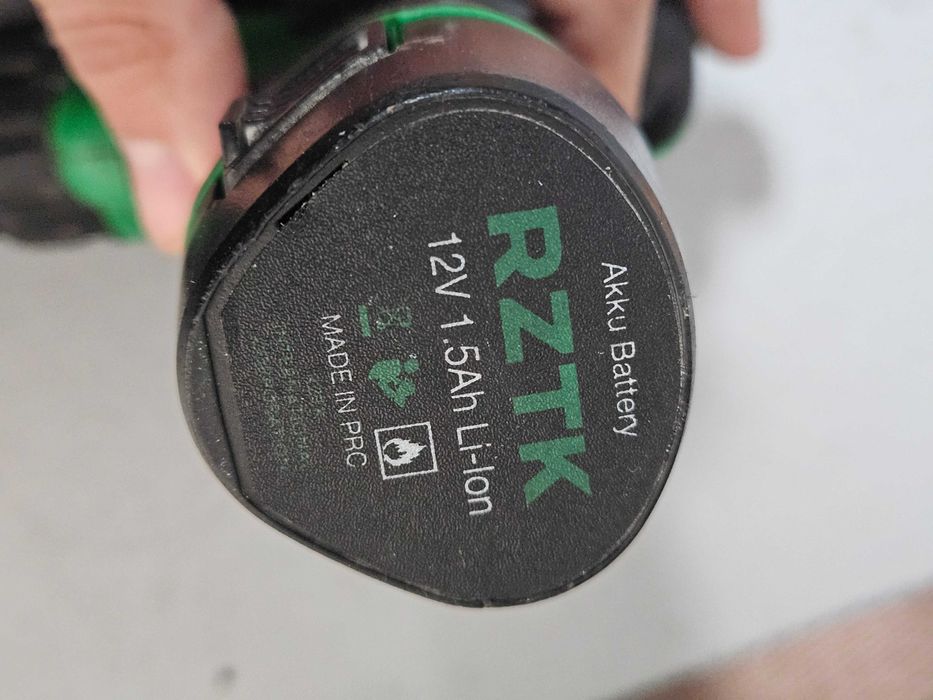 Akku Battery
RZTK
12V 1.5Ah Li-Ion
MADE IN PRC